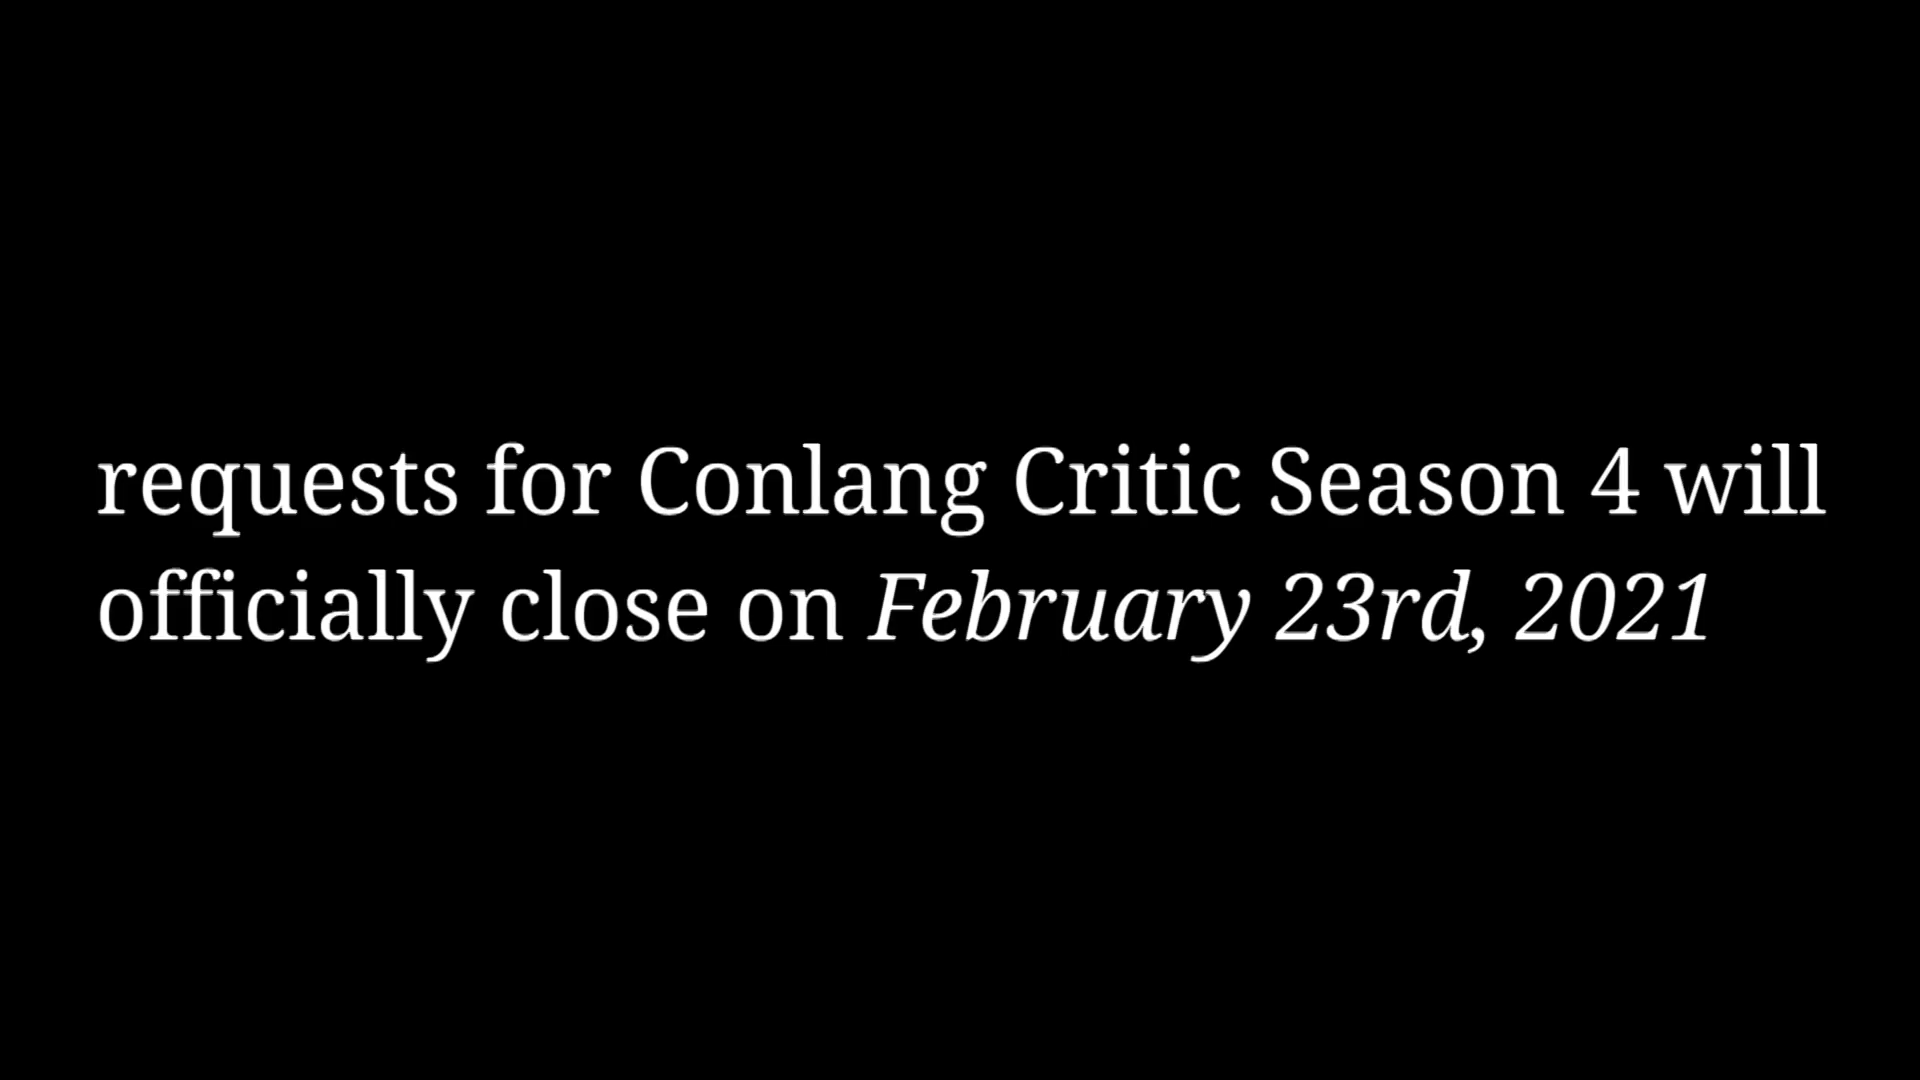 requests for Conlang Critic Season 4 will
officially close on February 23rd, 2021